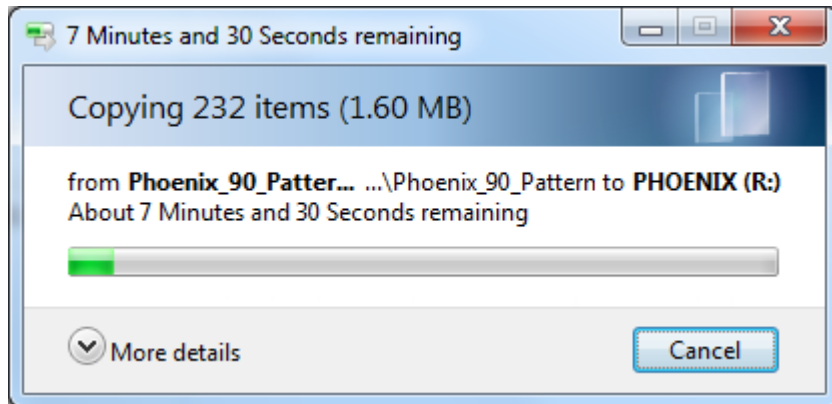 7 Minutes and 30 Seconds remaining
Copying 232 items (1.60 MB)
from Phoenix_90_Patter... ...\Phoenix_90_Pattern to PHOENIX (R:)
About 7 Minutes and 30 Seconds remaining
More details
Cancel